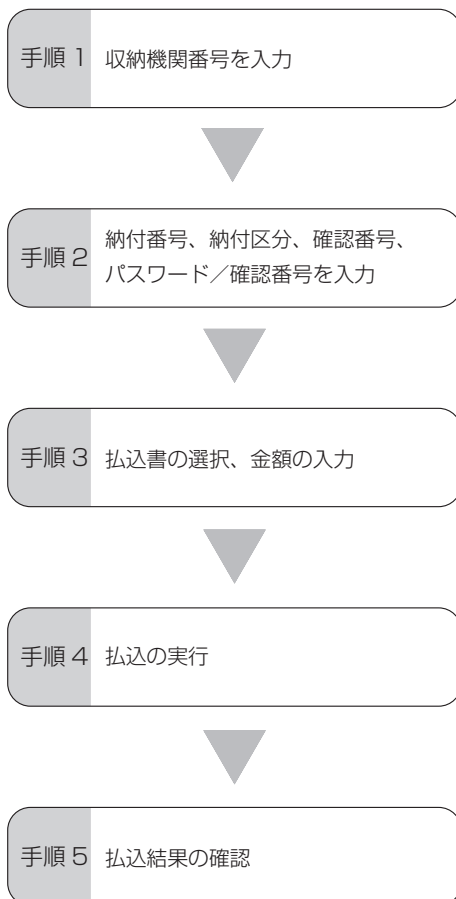 手順 1 収納機関番号を入力
手順 2 納付番号、納付区分、確認番号、
パスワード／確認番号を入力
手順 3 払込書の選択、金額の入力
手順 4 払込の実行
手順 5 払込結果の確認